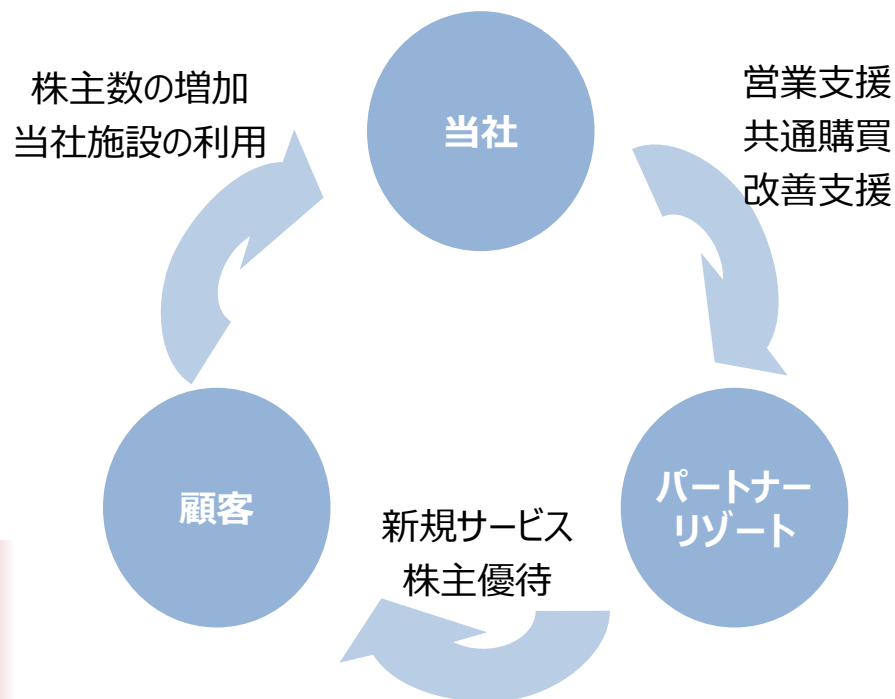 株主数の増加
当社施設の利用
当社
営業支援
共通購買
改善支援
顧客
新規サービス
株主優待
パートナー
リゾート